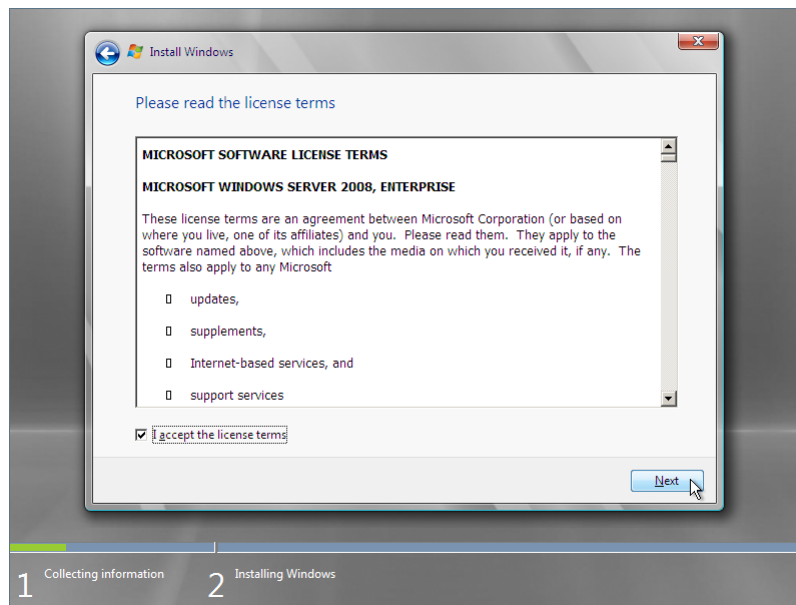 Install Windows
Please read the license terms
MICROSOFT SOFTWARE LICENSE TERMS
MICROSOFT WINDOWS SERVER 2008, ENTERPRISE
These license terms are an agreement between Microsoft Corporation (or based on
where you live, one of its affiliates) and you.  Please read them.  They apply to the
software named above, which includes the media on which you received it, if any.  The
terms also apply to any Microsoft
▯ updates,
▯ supplements,
▯ Internet-based services, and
▯ support services
I accept the license terms
Next
1 Collecting information
2 Installing Windows